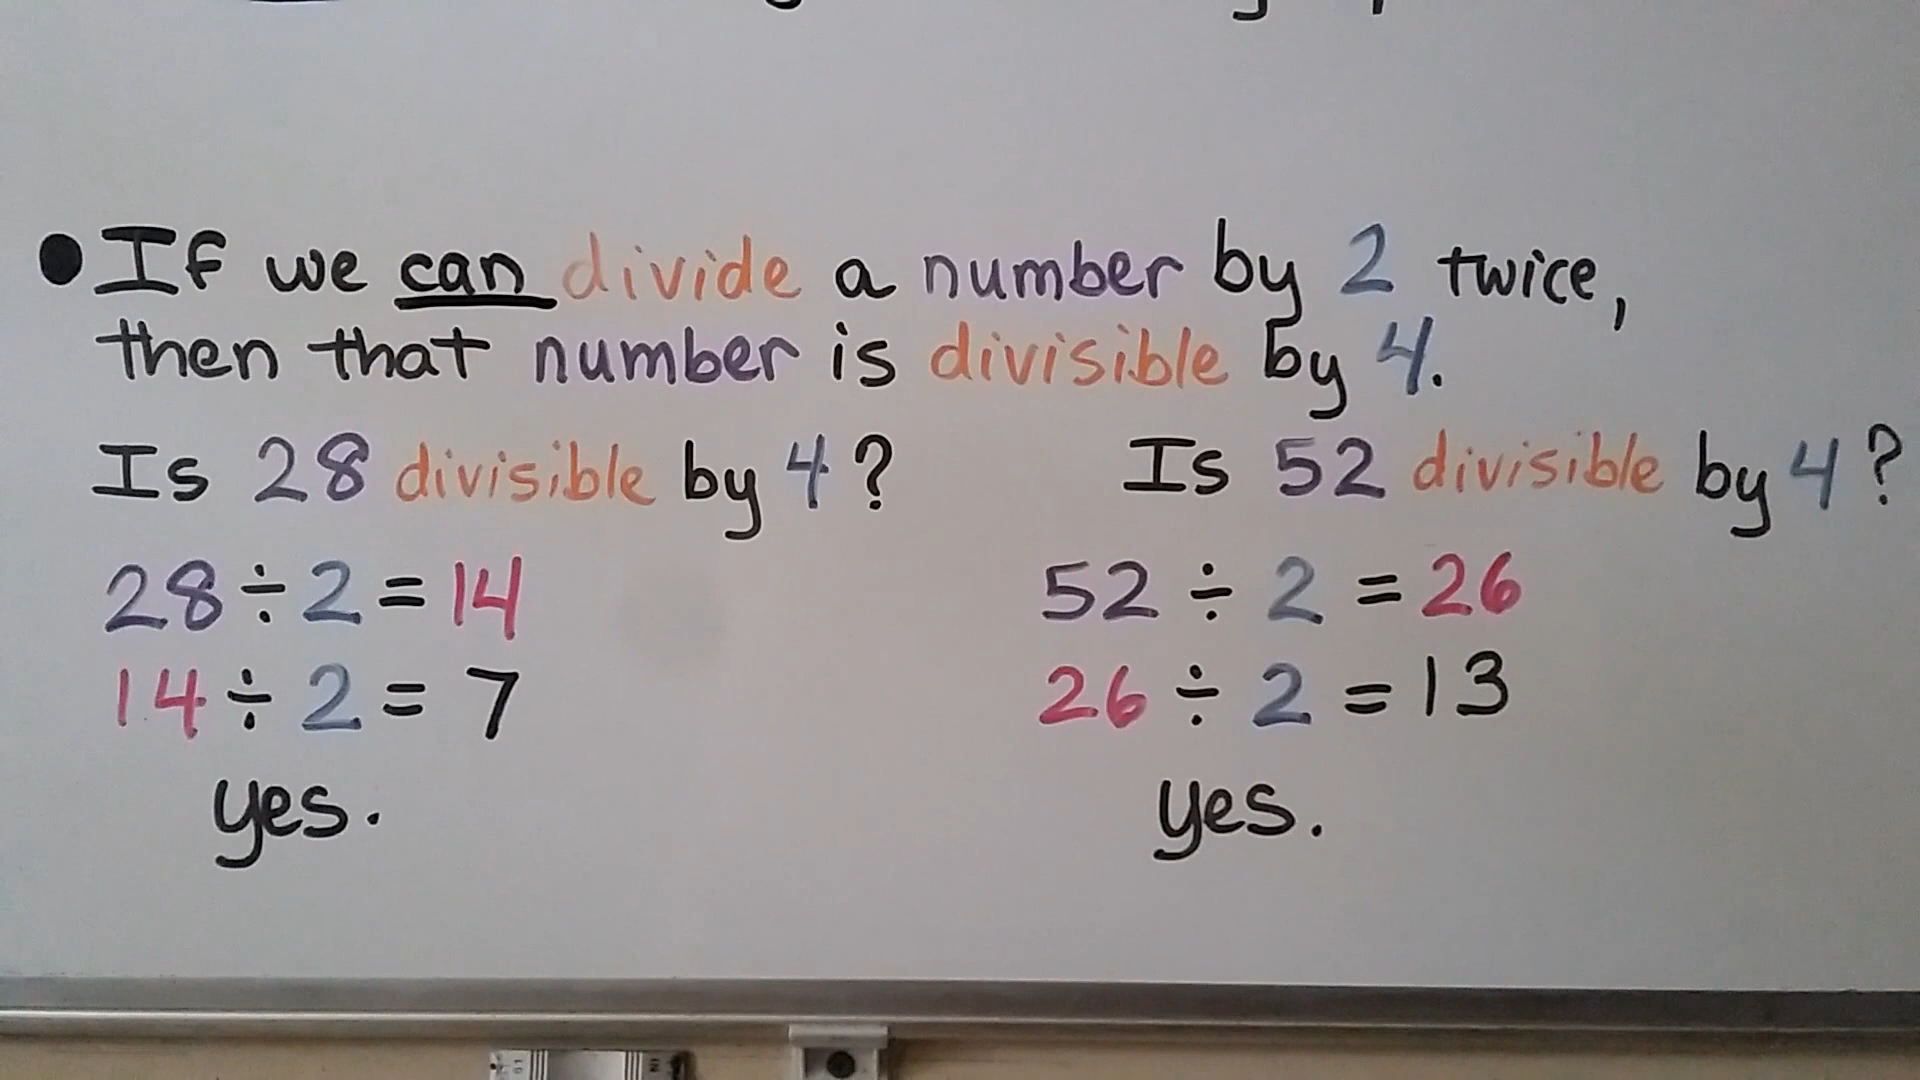 • If we can divide a number by 2 twice,
then that number is divisible by 4.
Is 28 divisible by 4?
28 ÷ 2 = 14
14 ÷ 2 = 7
yes.
Is 52 divisible by 4?
52 ÷ 2 = 26
26 ÷ 2 = 13
yes.